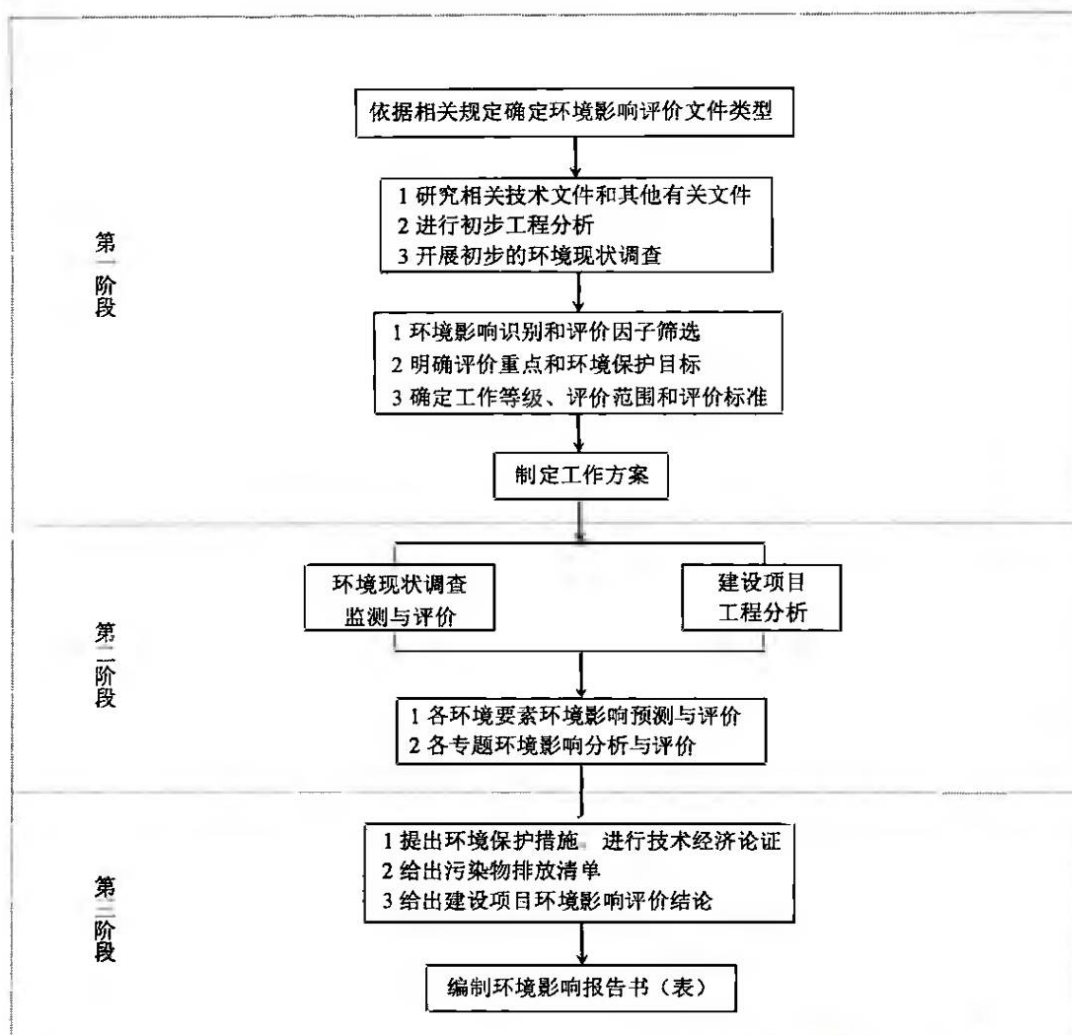 依据相关规定确定环境影响评价文件类型
1 研究相关技术文件和其他有关文件
2 进行初步工程分析
3 开展初步的环境现状调查
第一阶段
1 环境影响识别和评价因子筛选
2 明确评价重点和环境保护目标
3 确定工作等级、评价范围和评价标准
制定工作方案
环境现状调查
监测与评价
建设项目
工程分析
第二阶段
1 各环境要素环境影响预测与评价
2 各专题环境影响分析与评价
1 提出环境保护措施，进行技术经济论证
2 给出污染物排放清单
3 给出建设项目环境影响评价结论
第三阶段
编制环境影响报告书（表）